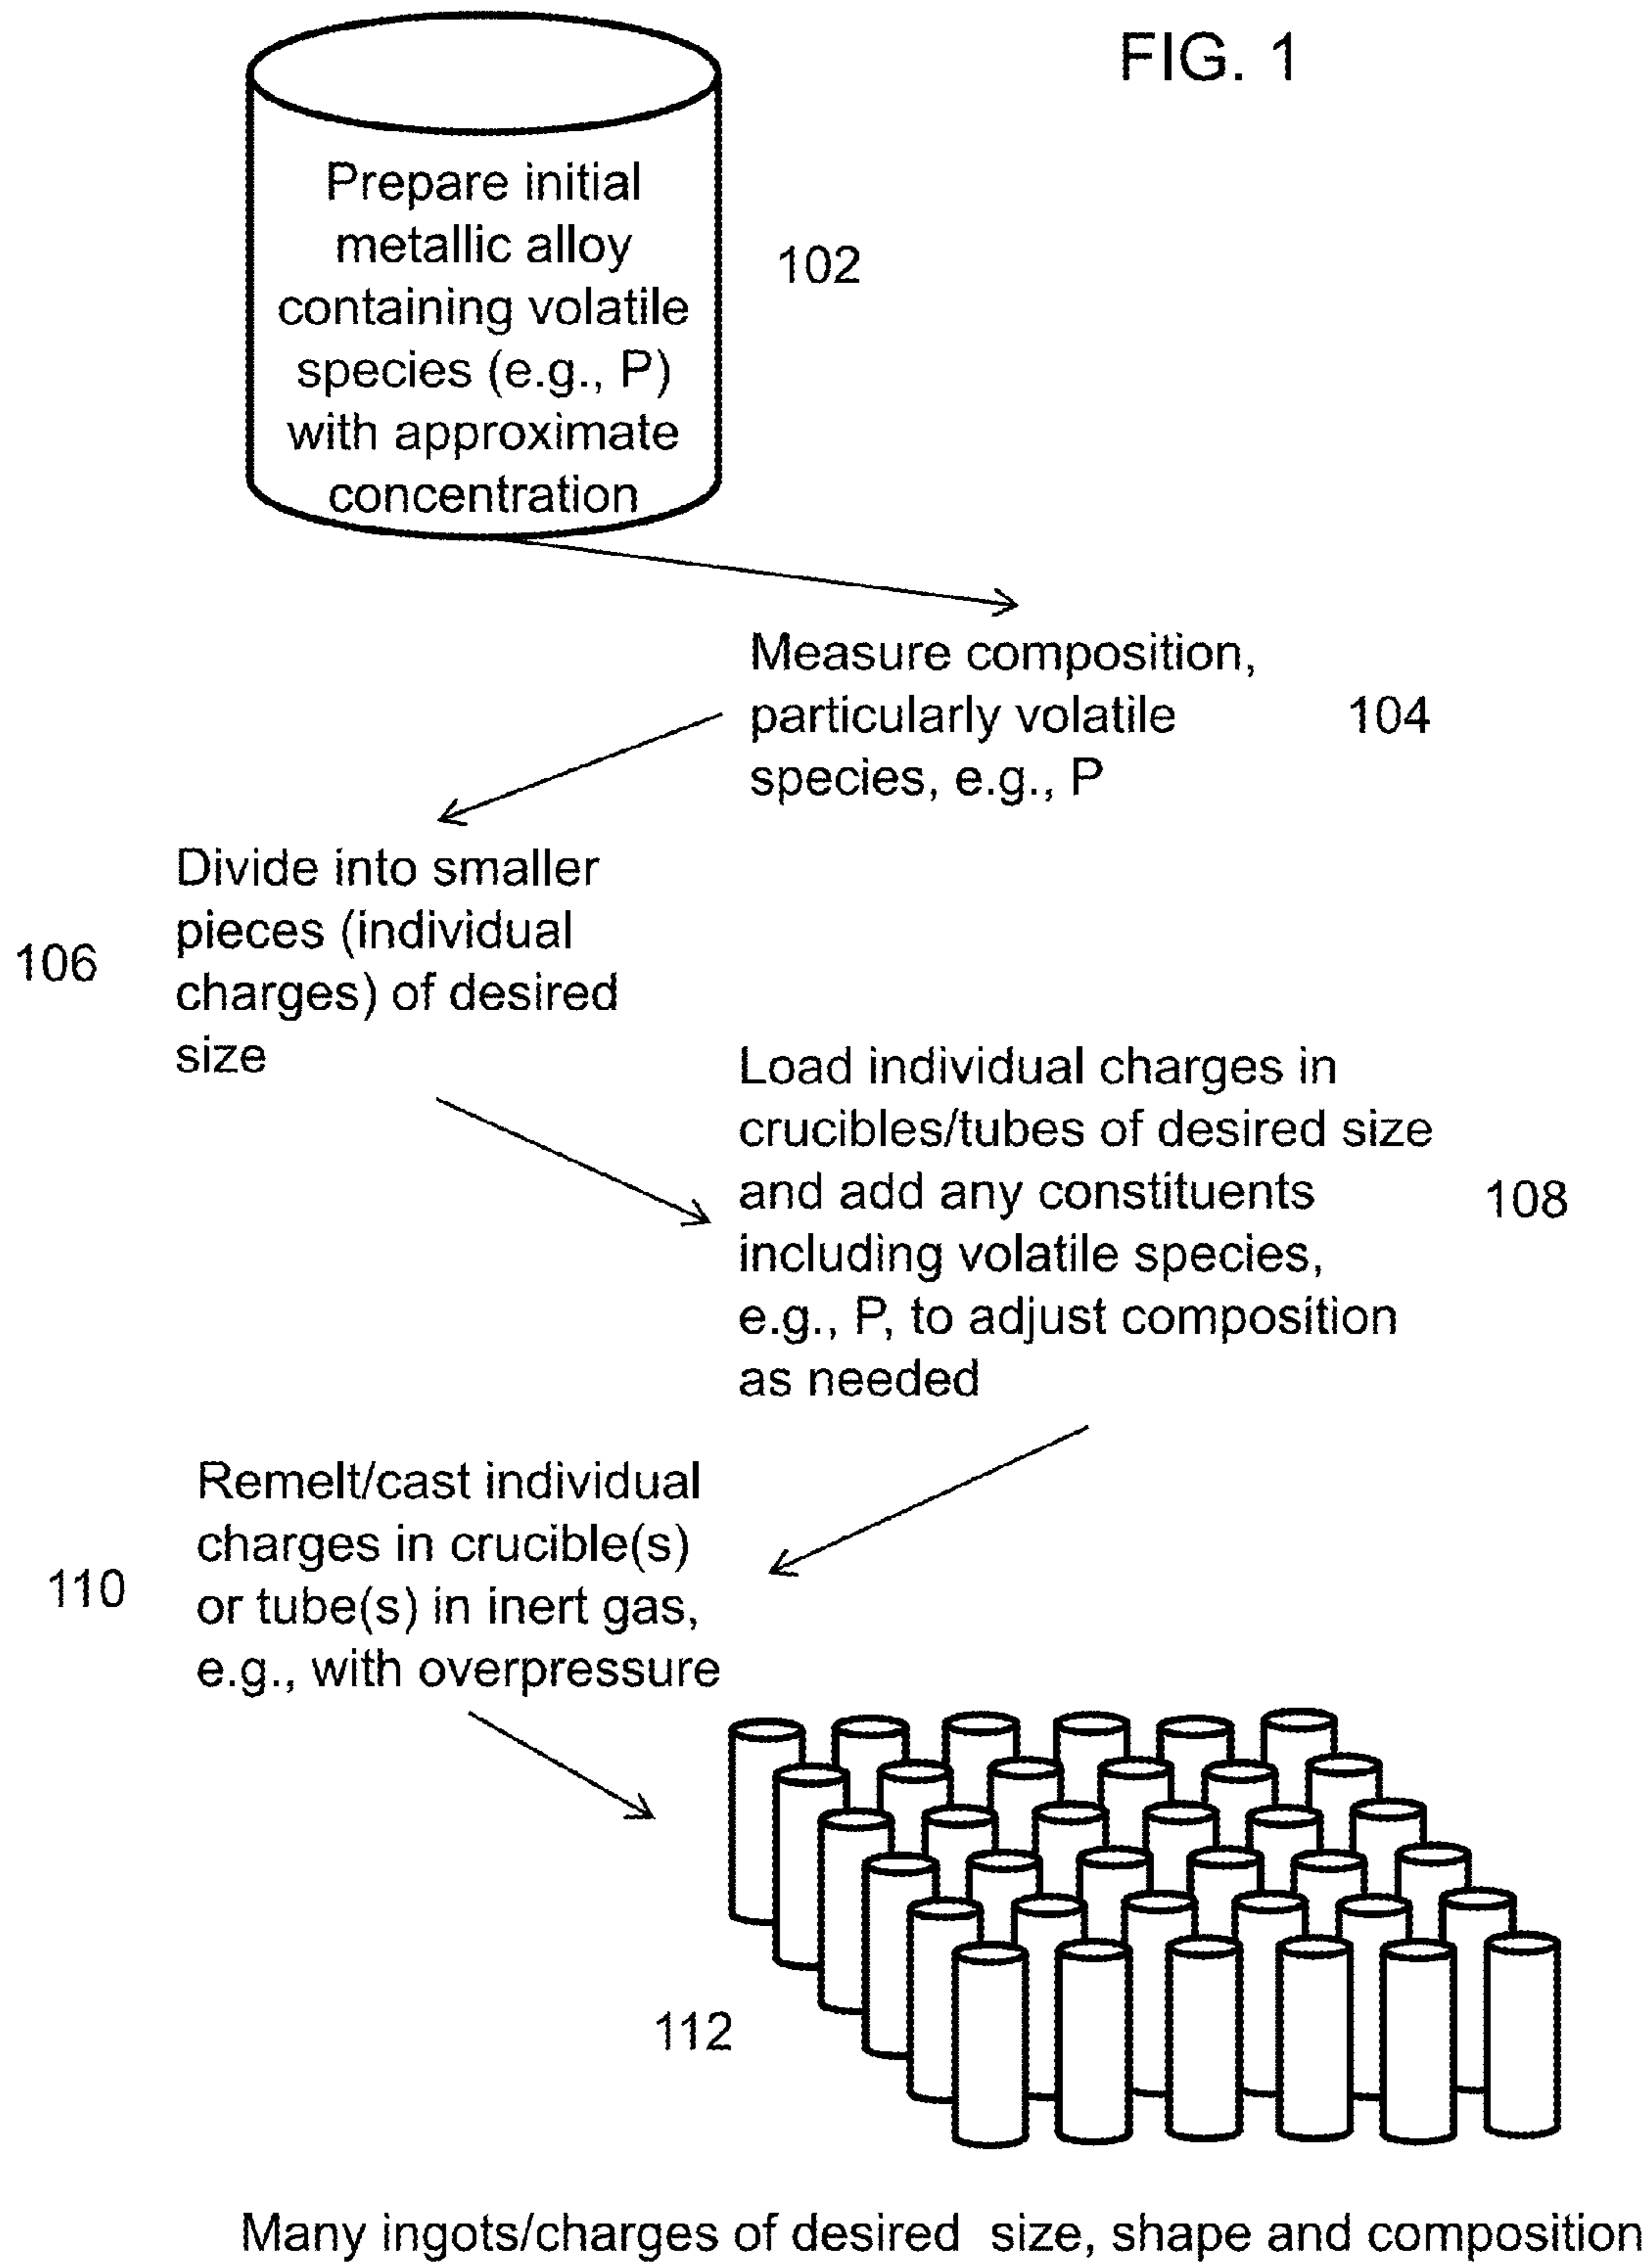 FIG. 1
Prepare initial
metallic alloy
containing volatile
species (e.g., P)
with approximate
concentration
102
Measure composition,
particularly volatile
species, e.g., P
104
Divide into smaller
pieces (individual
charges) of desired
size
106
Load individual charges in
crucibles/tubes of desired size
and add any constituents
including volatile species,
e.g., P, to adjust composition
as needed
108
Remelt/cast individual
charges in crucible(s)
or tube(s) in inert gas,
e.g., with overpressure
110
112
Many ingots/charges of desired size, shape and composition